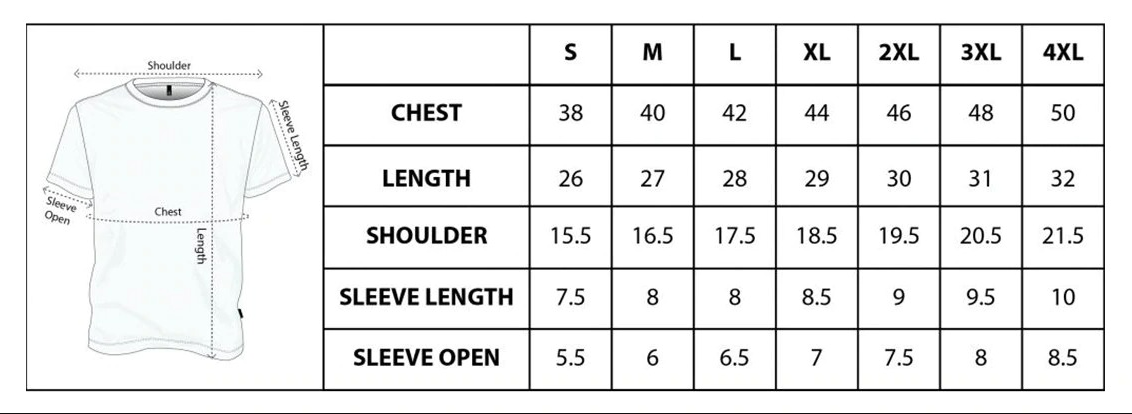 Shoulder
Sleeve Length
Sleeve
Open
Chest
Length
S M L XL 2XL 3XL 4XL
CHEST 38 40 42 44 46 48 50
LENGTH 26 27 28 29 30 31 32
SHOULDER 15.5 16.5 17.5 18.5 19.5 20.5 21.5
SLEEVE LENGTH 7.5 8 8 8.5 9 9.5 10
SLEEVE OPEN 5.5 6 6.5 7 7.5 8 8.5